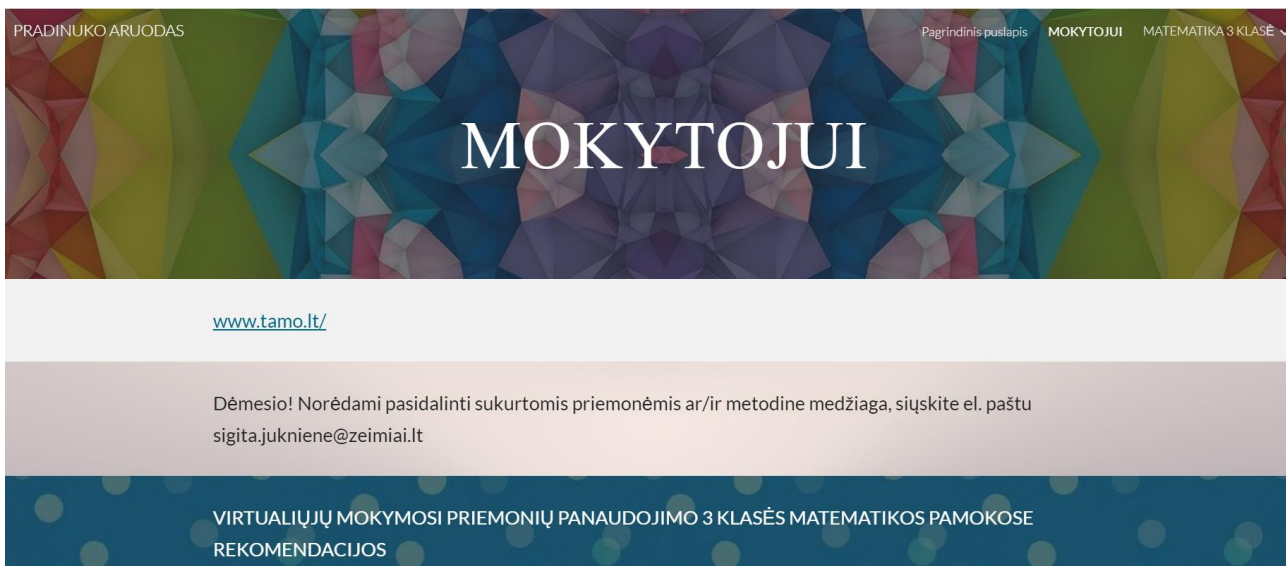 PRADINUKO ARUODAS
Pagrindinis puslapis MOKYTOJUI MATEMATIKA 3 KLASĖ
MOKYTOJUI
www.tamo.lt/
Dėmesio! Norėdami pasidalinti sukurtomis priemonėmis ar/ir metodine medžiaga, siųskite el. paštu
sigita.jukniene@zeimiai.lt
VIRTUALIŲJŲ MOKYMOSI PRIEMONIŲ PANAUDOJIMO 3 KLASĖS MATEMATIKOS PAMOKOSE
REKOMENDACIJOS